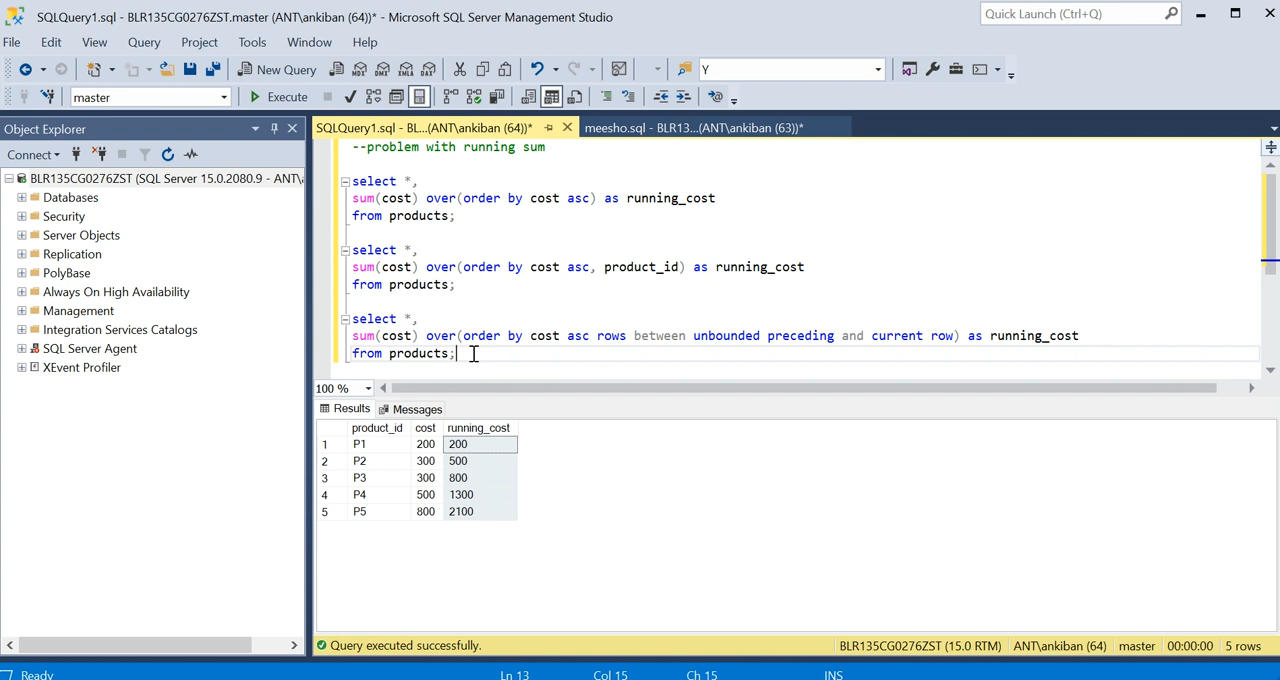 SQLQuery1.sql - BLR135CG0276ZST.master (ANT\ankiban (64))* - Microsoft SQL Server Management Studio
Quick Launch (Ctrl+Q)
File Edit View Query Project Tools Window Help
New Query MDX DMX XMLA DAX Y
master Execute
Object Explorer
SQLQuery1.sql - BL...(ANT\ankiban (64))* meesho.sql - BLR13...(ANT\ankiban (63))*
Connect
BLR135CG0276ZST (SQL Server 15.0.2080.9 - ANT\
Databases
Security
Server Objects
Replication
PolyBase
Always On High Availability
Management
Integration Services Catalogs
SQL Server Agent
XEvent Profiler
--problem with running sum
select *,
sum(cost) over(order by cost asc) as running_cost
from products;
select *,
sum(cost) over(order by cost asc, product_id) as running_cost
from products;
select *,
sum(cost) over(order by cost asc rows between unbounded preceding and current row) as running_cost
from products;
100 %
Results Messages
product_id cost running_cost
1 P1 200 200
2 P2 300 500
3 P3 300 800
4 P4 500 1300
5 P5 800 2100
Query executed successfully. BLR135CG0276ZST (15.0 RTM) ANT\ankiban (64) master 00:00:00 5 rows
Ready Ln 13 Col 15 Ch 15 INS